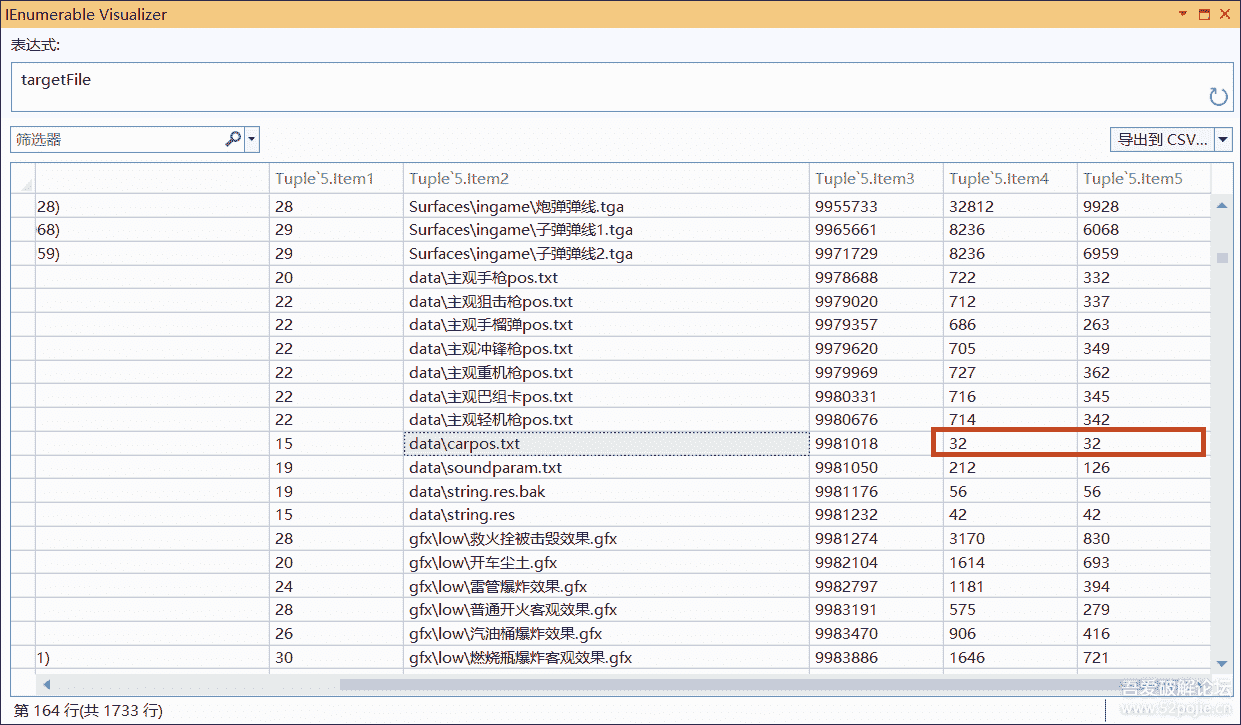 IEnumerable Visualizer
表达式:
targetFile
筛选器
导出到 CSV...
Tuple`5.Item1 Tuple`5.Item2 Tuple`5.Item3 Tuple`5.Item4 Tuple`5.Item5
28) 28 Surfaces\ingame\炮弹弹线.tga 9955733 32812 9928
68) 29 Surfaces\ingame\子弹弹线1.tga 9965661 8236 6068
59) 29 Surfaces\ingame\子弹弹线2.tga 9971729 8236 6959
20 data\主观手枪pos.txt 9978688 722 332
22 data\主观狙击枪pos.txt 9979020 712 337
22 data\主观手榴弹pos.txt 9979357 686 263
22 data\主观冲锋枪pos.txt 9979620 705 349
22 data\主观重机枪pos.txt 9979969 727 362
22 data\主观巴组卡pos.txt 9980331 716 345
22 data\主观轻机枪pos.txt 9980676 714 342
15 data\carpos.txt 9981018 32 32
19 data\soundparam.txt 9981050 212 126
19 data\string.res.bak 9981176 56 56
15 data\string.res 9981232 42 42
28 gfx\low\救火拴被击毁效果.gfx 9981274 3170 830
20 gfx\low\开车尘土.gfx 9982104 1614 693
24 gfx\low\雷管爆炸效果.gfx 9982797 1181 394
28 gfx\low\普通开火客观效果.gfx 9983191 575 279
26 gfx\low\汽油桶爆炸效果.gfx 9983470 906 416
1) 30 gfx\low\燃烧瓶爆炸客观效果.gfx 9983886 1646 721
第 164 行(共 1733 行)
吾爱破解论坛
www.52pojie.cn